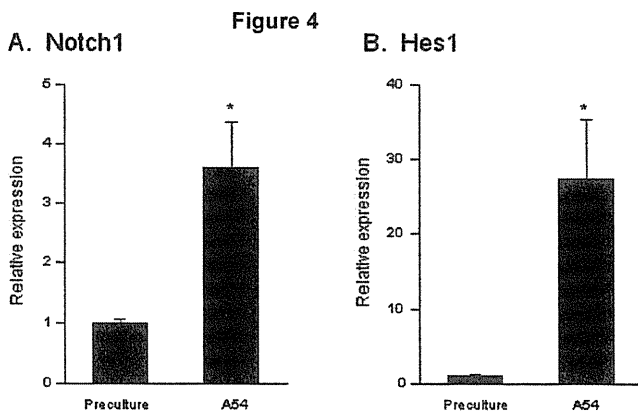 Figure 4
A. Notch1
Relative expression
5
4
3
2
1
0
*
Preculture
A54
B. Hes1
Relative expression
40
30
20
10
0
*
Preculture
A54